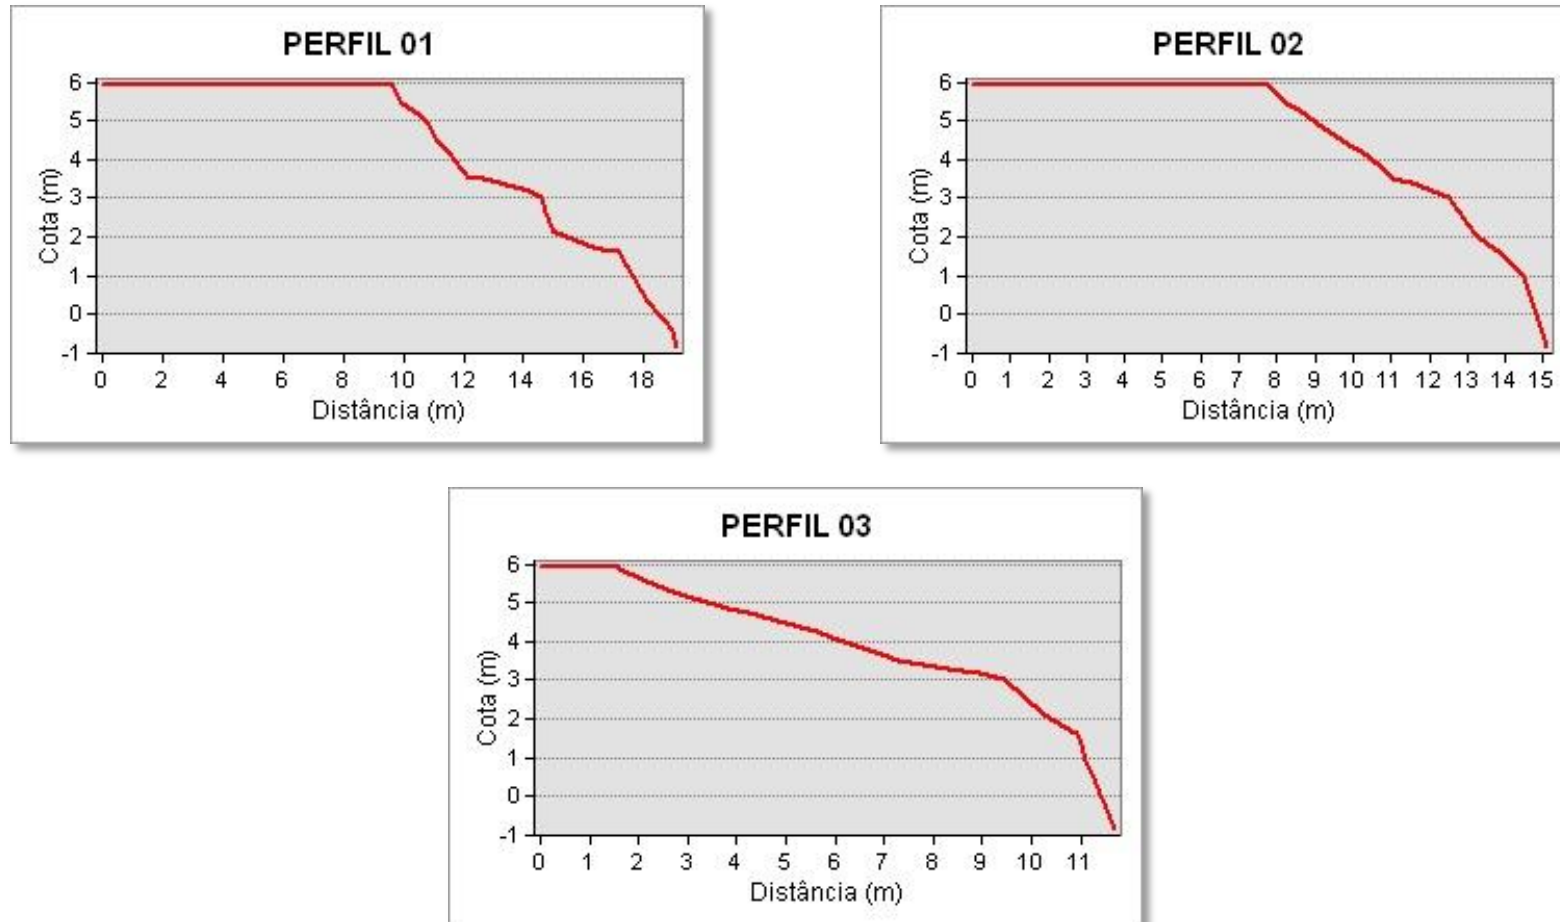 PERFIL 01
6
5
4
3
2
1
0
-1
Cota (m)
0 2 4 6 8 10 12 14 16 18
Distância (m)
PERFIL 02
6
5
4
3
2
1
0
-1
Cota (m)
0 1 2 3 4 5 6 7 8 9 10 11 12 13 14 15
Distância (m)
PERFIL 03
6
5
4
3
2
1
0
-1
Cota (m)
0 1 2 3 4 5 6 7 8 9 10 11
Distância (m)